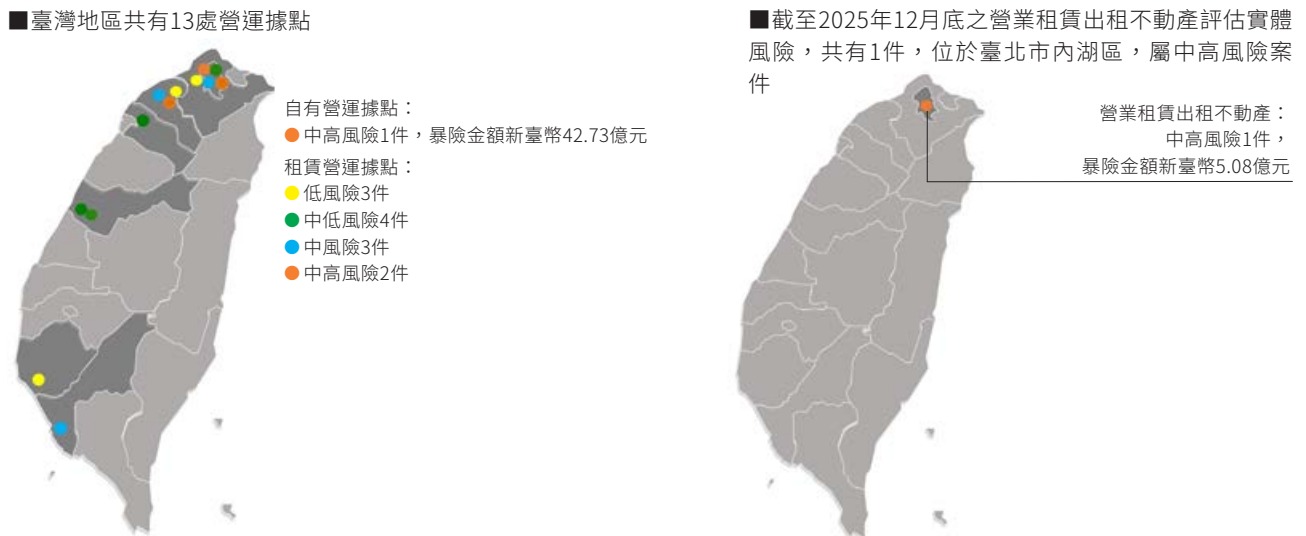 ■臺灣地區共有13處營運據點
自有營運據點：
中高風險1件，暴險金額新臺幣42.73億元
租賃營運據點：
低風險3件
中低風險4件
中風險3件
中高風險2件
■截至2025年12月底之營業租賃出租不動產評估實體
風險，共有1件，位於臺北市內湖區，屬中高風險案
件
營業租賃出租不動產：
中高風險1件，
暴險金額新臺幣5.08億元